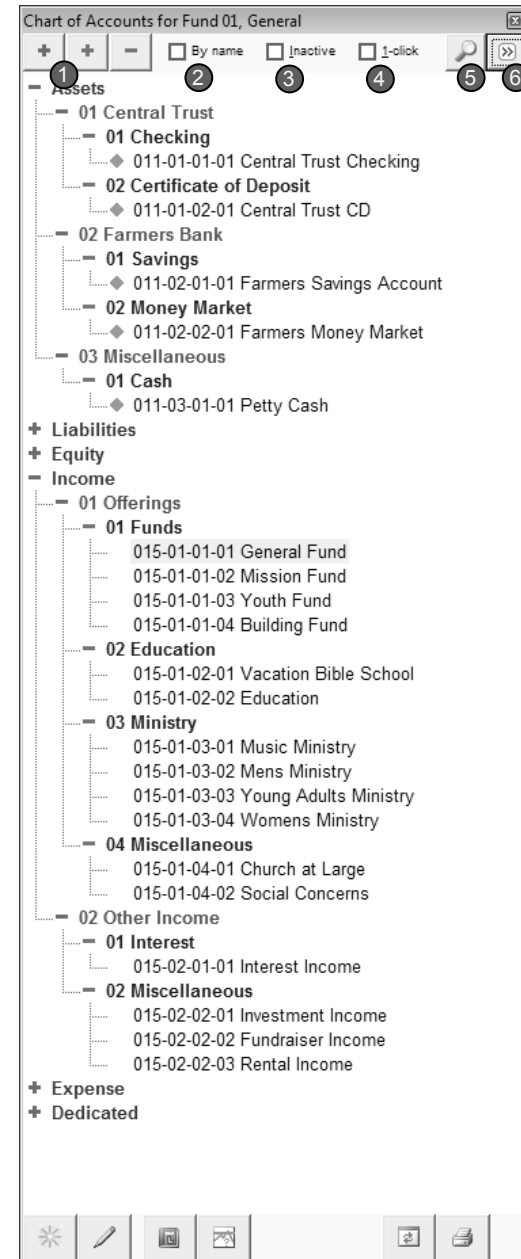 Chart of Accounts for Fund 01, General
By name Inactive 1-click
1 2 3 4 5 6
Assets
01 Central Trust
01 Checking
011-01-01-01 Central Trust Checking
02 Certificate of Deposit
011-01-02-01 Central Trust CD
02 Farmers Bank
01 Savings
011-02-01-01 Farmers Savings Account
02 Money Market
011-02-02-01 Farmers Money Market
03 Miscellaneous
01 Cash
011-03-01-01 Petty Cash
Liabilities
Equity
Income
01 Offerings
01 Funds
015-01-01-01 General Fund
015-01-01-02 Mission Fund
015-01-01-03 Youth Fund
015-01-01-04 Building Fund
02 Education
015-01-02-01 Vacation Bible School
015-01-02-02 Education
03 Ministry
015-01-03-01 Music Ministry
015-01-03-02 Mens Ministry
015-01-03-03 Young Adults Ministry
015-01-03-04 Womens Ministry
04 Miscellaneous
015-01-04-01 Church at Large
015-01-04-02 Social Concerns
02 Other Income
01 Interest
015-02-01-01 Interest Income
02 Miscellaneous
015-02-02-01 Investment Income
015-02-02-02 Fundraiser Income
015-02-02-03 Rental Income
Expense
Dedicated